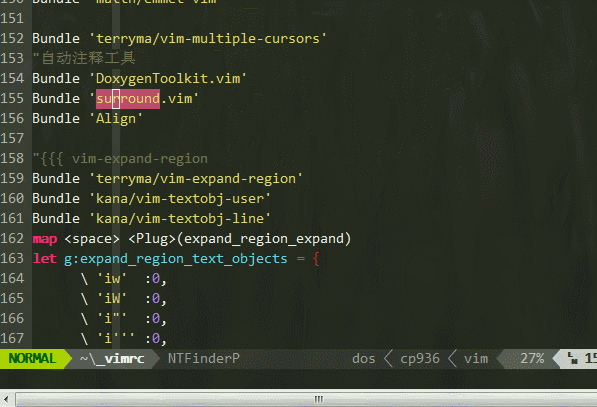 150 Bundle 'mattn/emmet-vim'
151
152 Bundle 'terryma/vim-multiple-cursors'
153 "自动注释工具
154 Bundle 'DoxygenToolkit.vim'
155 Bundle 'surround.vim'
156 Bundle 'Align'
157
158 "{{{ vim-expand-region
159 Bundle 'terryma/vim-expand-region'
160 Bundle 'kana/vim-textobj-user'
161 Bundle 'kana/vim-textobj-line'
162 map <space> <Plug>(expand_region_expand)
163 let g:expand_region_text_objects = {
164 \ 'iw' :0,
165 \ 'iW' :0,
166 \ 'i"' :0,
167 \ 'i''' :0,
NORMAL ~\_vimrc NTFinderP dos cp936 vim 27% 15